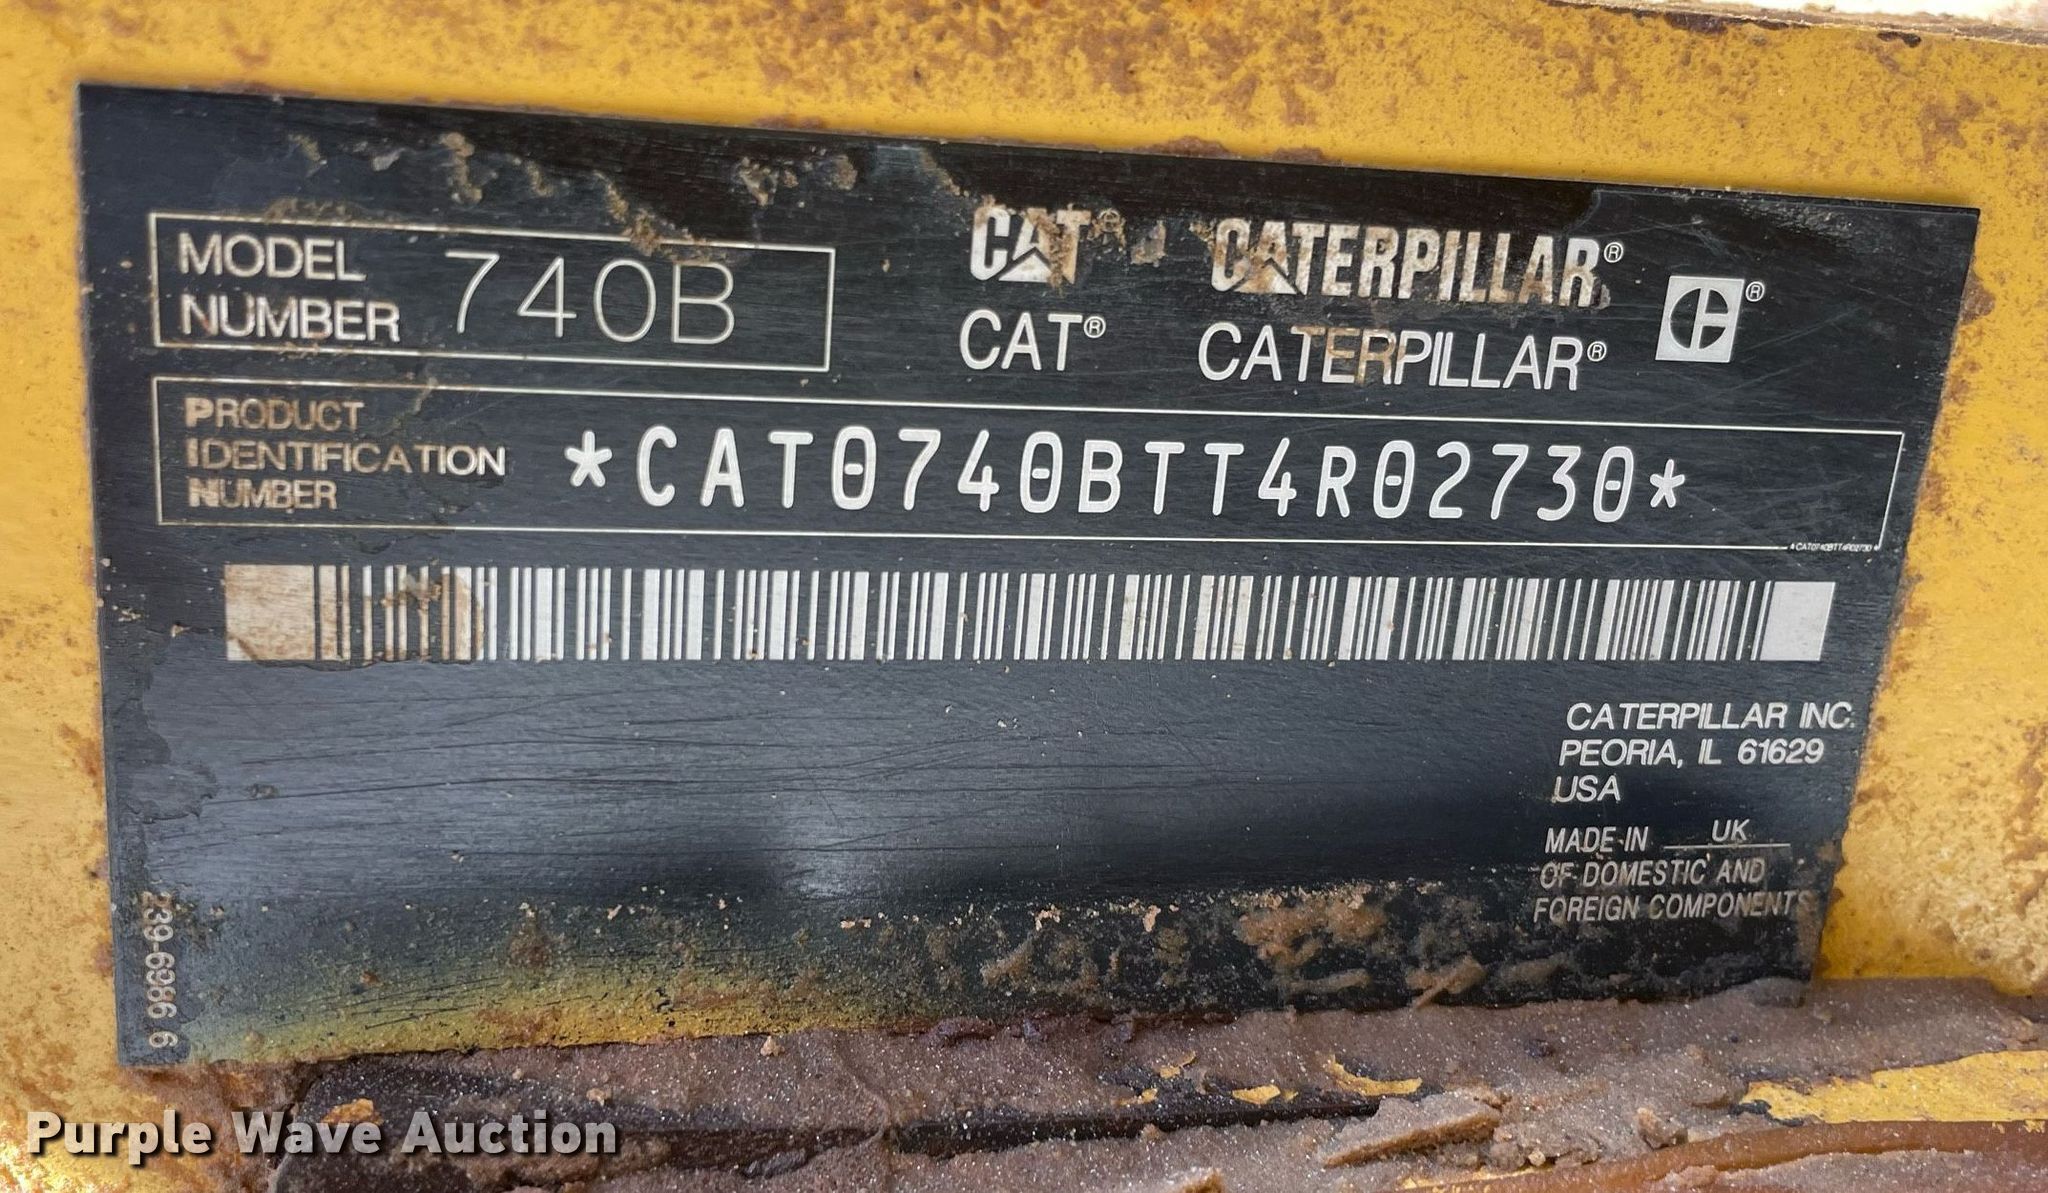 MODEL NUMBER 740B
CAT® CATERPILLAR®
CAT® CATERPILLAR® ®
PRODUCT IDENTIFICATION NUMBER *CAT0740BTT4R02730*
*CAT0740BTT4R02730*
CATERPILLAR INC.
PEORIA, IL 61629
USA
MADE IN UK
OF DOMESTIC AND
FOREIGN COMPONENTS
239-6986 6
Purple Wave Auction